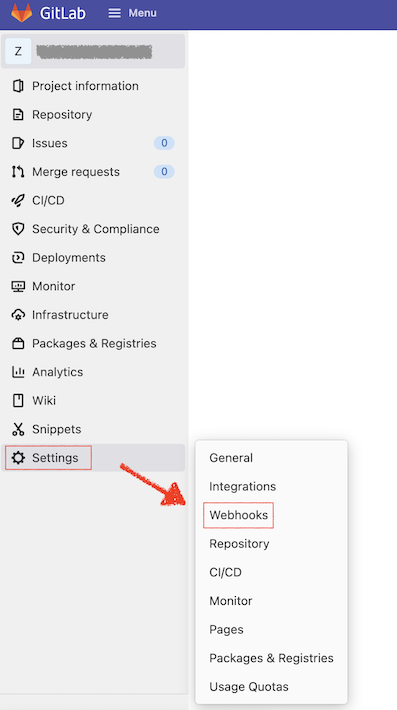 GitLab
Menu
Z
Project information
Repository
Issues
0
Merge requests
0
CI/CD
Security & Compliance
Deployments
Monitor
Infrastructure
Packages & Registries
Analytics
Wiki
Snippets
Settings
General
Integrations
Webhooks
Repository
CI/CD
Monitor
Pages
Packages & Registries
Usage Quotas